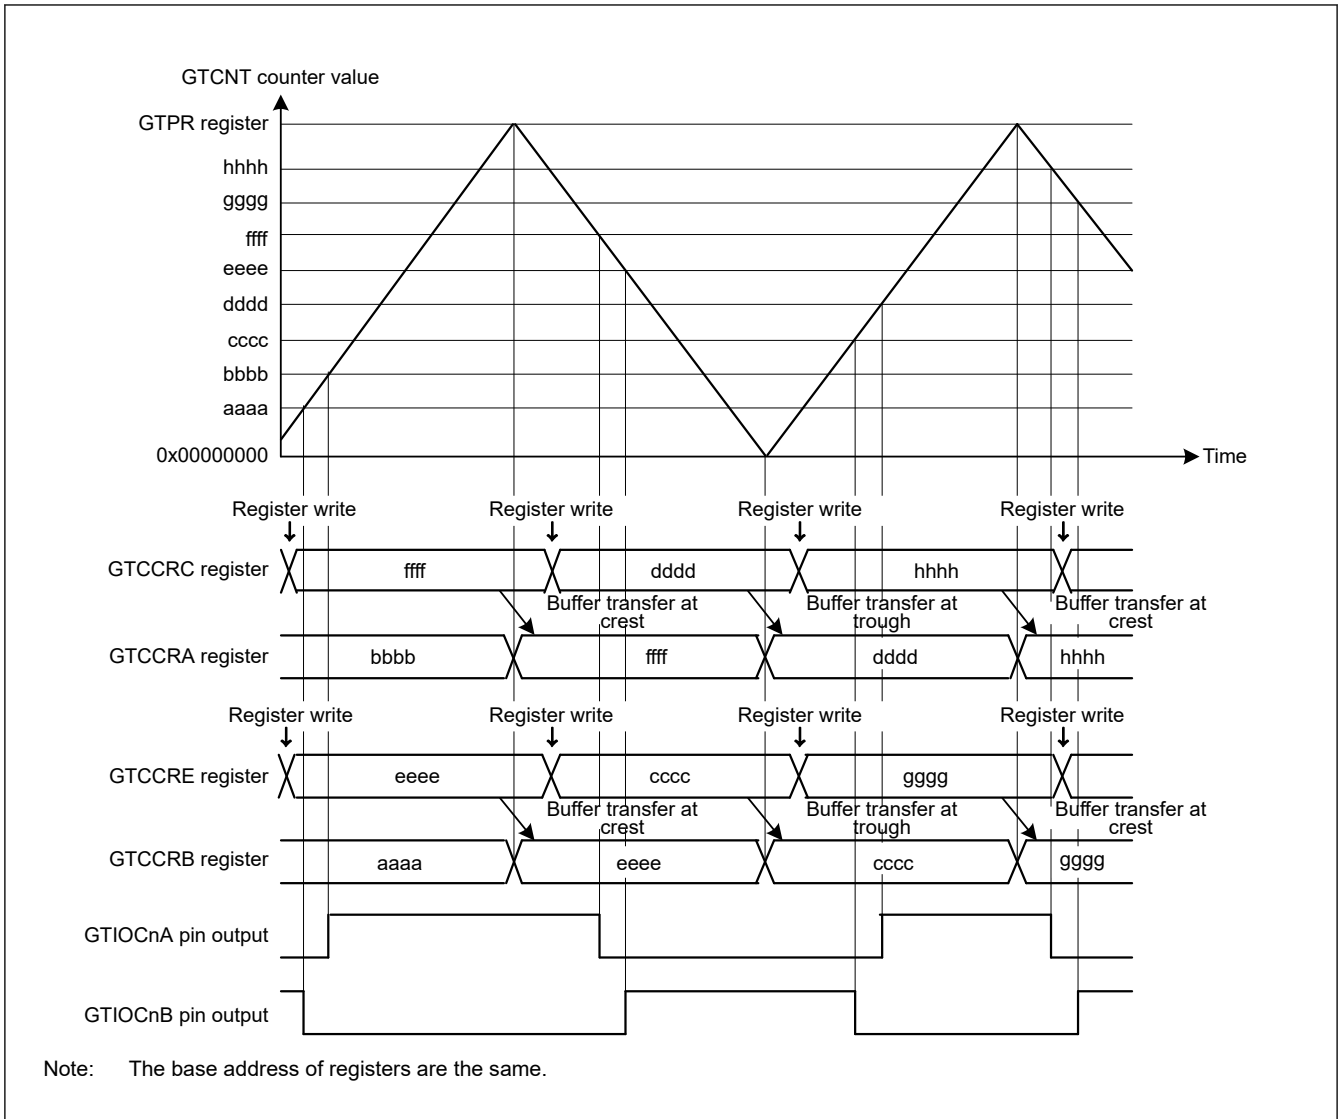 GTCNT counter value
GTPR register
hhhh
gggg
ffff
eeee
dddd
cccc
bbbb
aaaa
0x00000000
Time
Register write Register write Register write Register write
GTCCRC register ffff dddd hhhh
Buffer transfer at crest
Buffer transfer at trough
Buffer transfer at crest
GTCCRA register bbbb ffff dddd hhhh
Register write Register write Register write Register write
GTCCRE register eeee cccc gggg
Buffer transfer at crest
Buffer transfer at trough
Buffer transfer at crest
GTCCRB register aaaa eeee cccc gggg
GTIOCnA pin output
GTIOCnB pin output
Note: The base address of registers are the same.